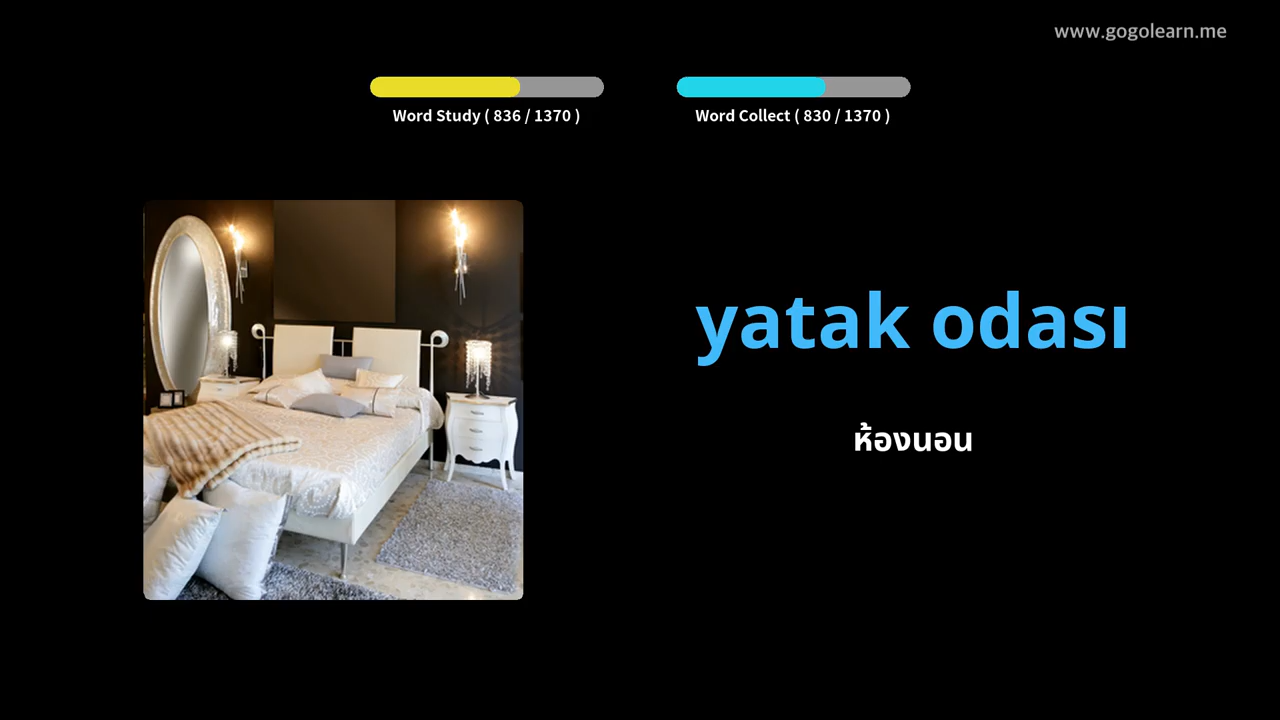 www.gogolearn.me
Word Study ( 836 / 1370 )
Word Collect ( 830 / 1370 )
yatak odası
ห้องนอน